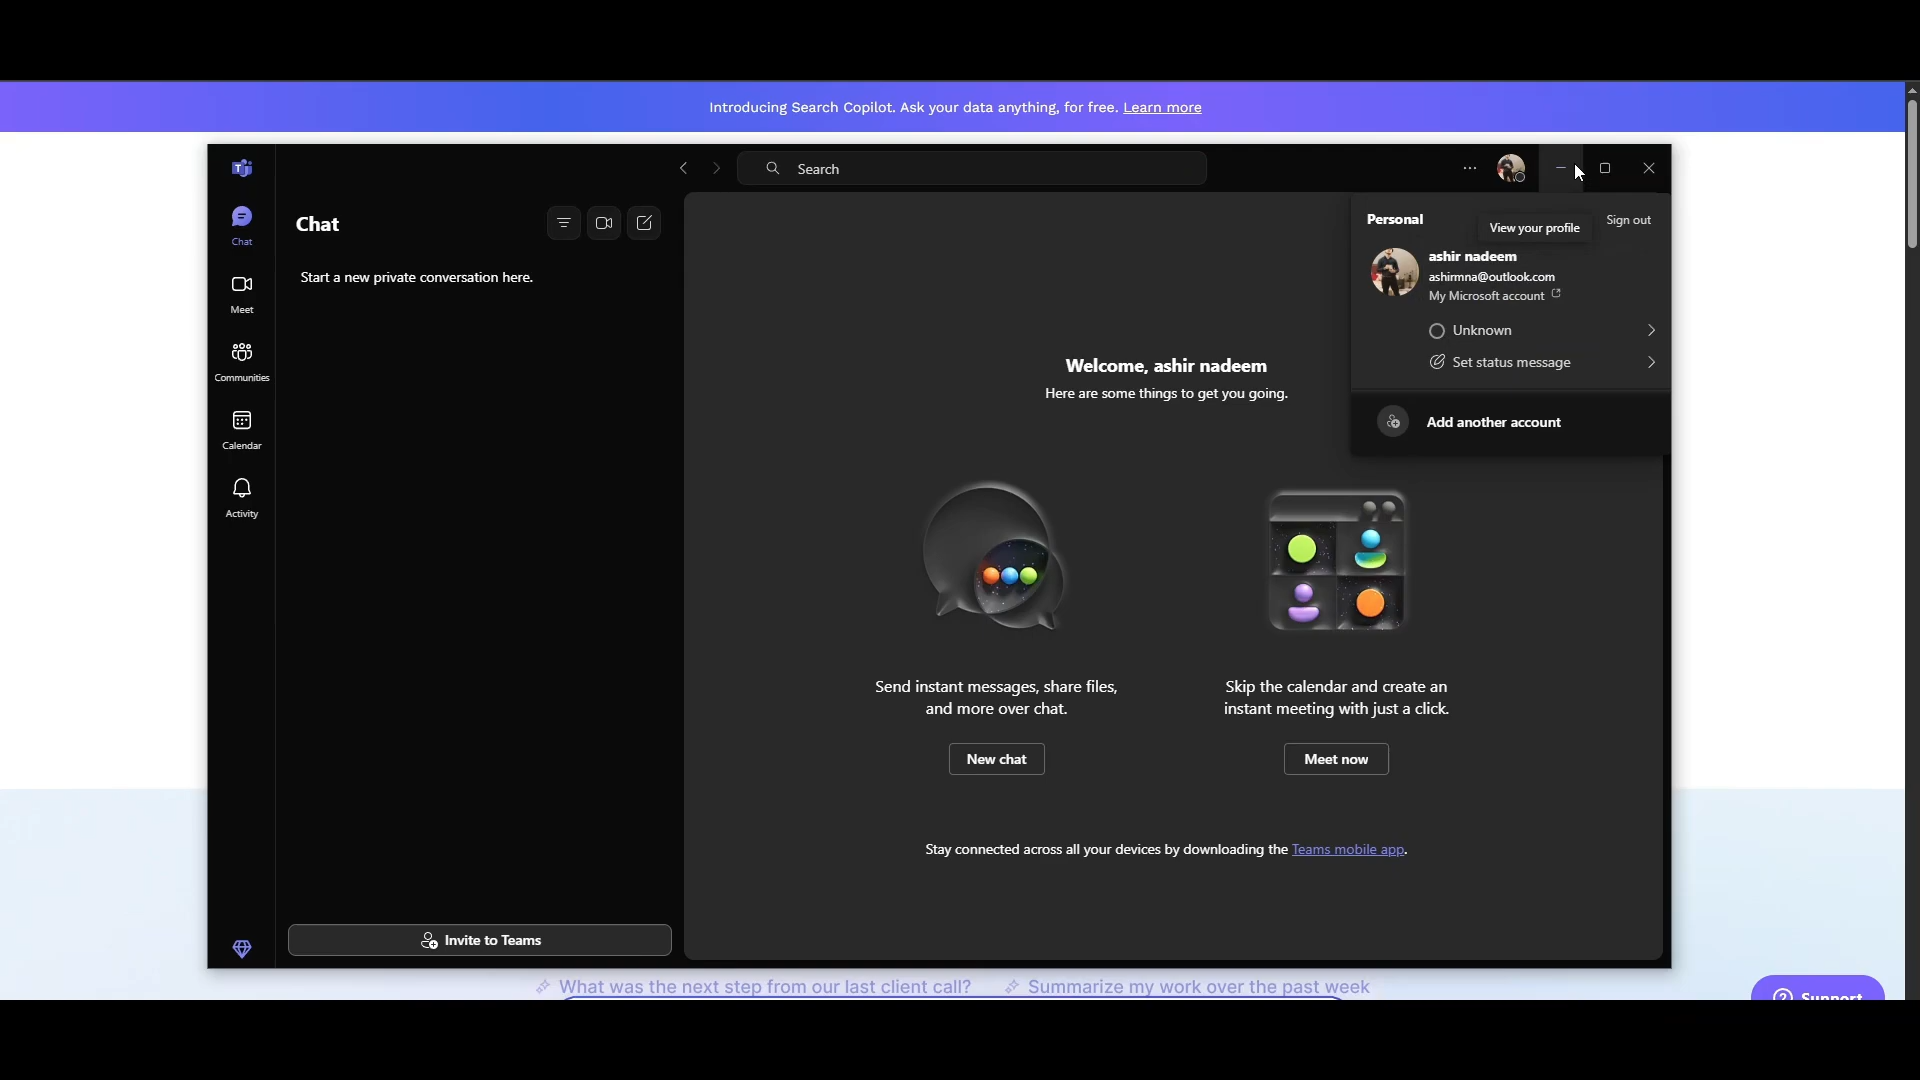 Introducing Search Copilot. Ask your data anything, for free. Learn more
Search
Chat
Chat
Start a new private conversation here.
Meet
Communities
Calendar
Activity
Personal
View your profile
Sign out
ashir nadeem
ashirmna@outlook.com
My Microsoft account
Unknown
Set status message
Add another account
Welcome, ashir nadeem
Here are some things to get you going.
Send instant messages, share files,
and more over chat.
New chat
Skip the calendar and create an
instant meeting with just a click.
Meet now
Stay connected across all your devices by downloading the Teams mobile app.
Invite to Teams
What was the next step from our last client call?
Summarize my work over the past week
Support